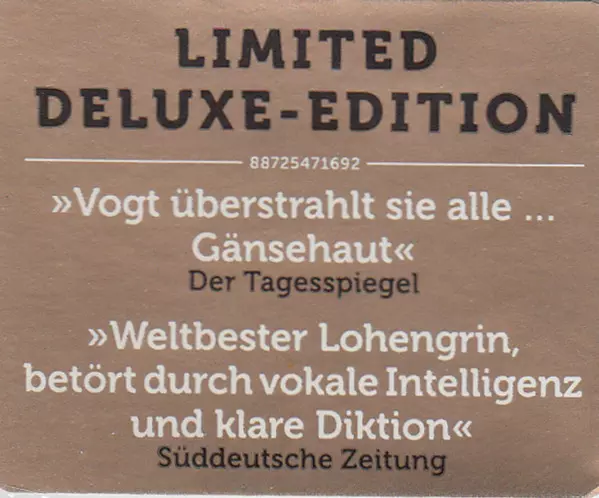 LIMITED
DELUXE-EDITION
88725471692
»Vogt überstrahlt sie alle ...
Gänsehaut«
Der Tagesspiegel
»Weltbester Lohengrin,
betört durch vokale Intelligenz
und klare Diktion«
Süddeutsche Zeitung